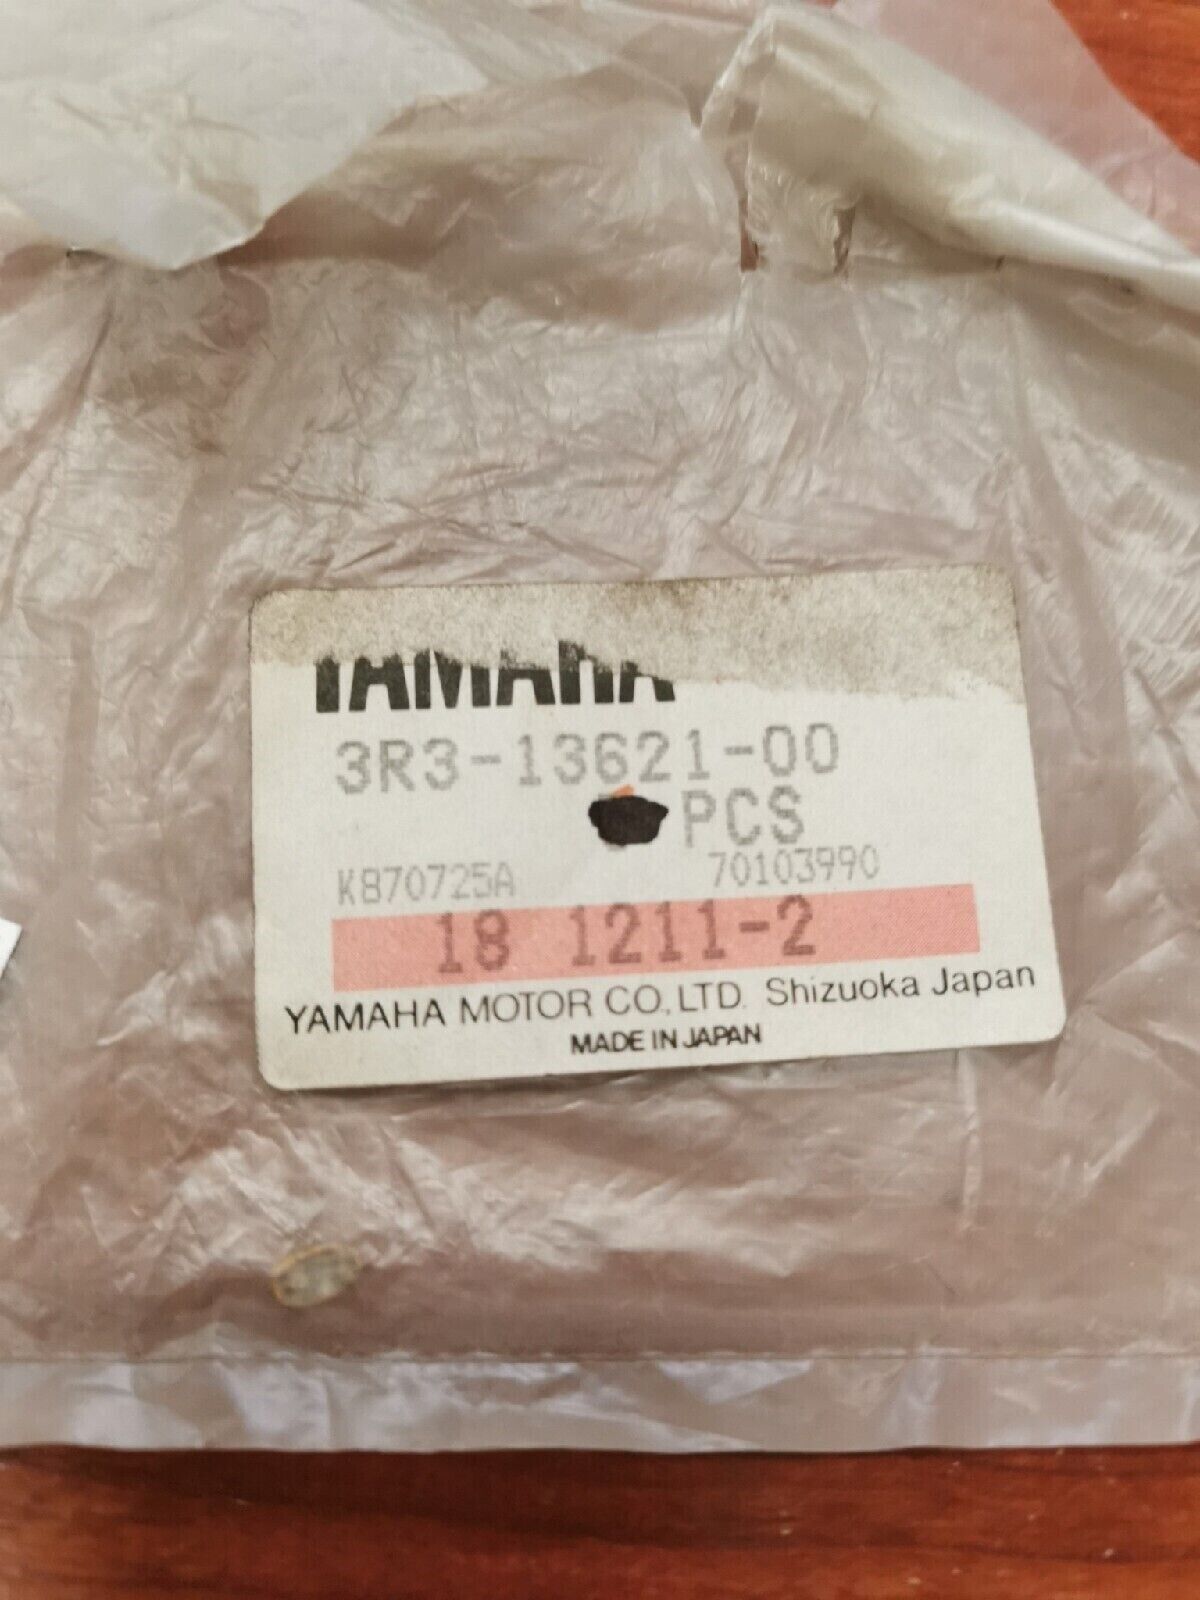 YAMAHA
3R3-13621-00
PCS
K870725A 70103990
18 1211-2
YAMAHA MOTOR CO., LTD. Shizuoka Japan
MADE IN JAPAN